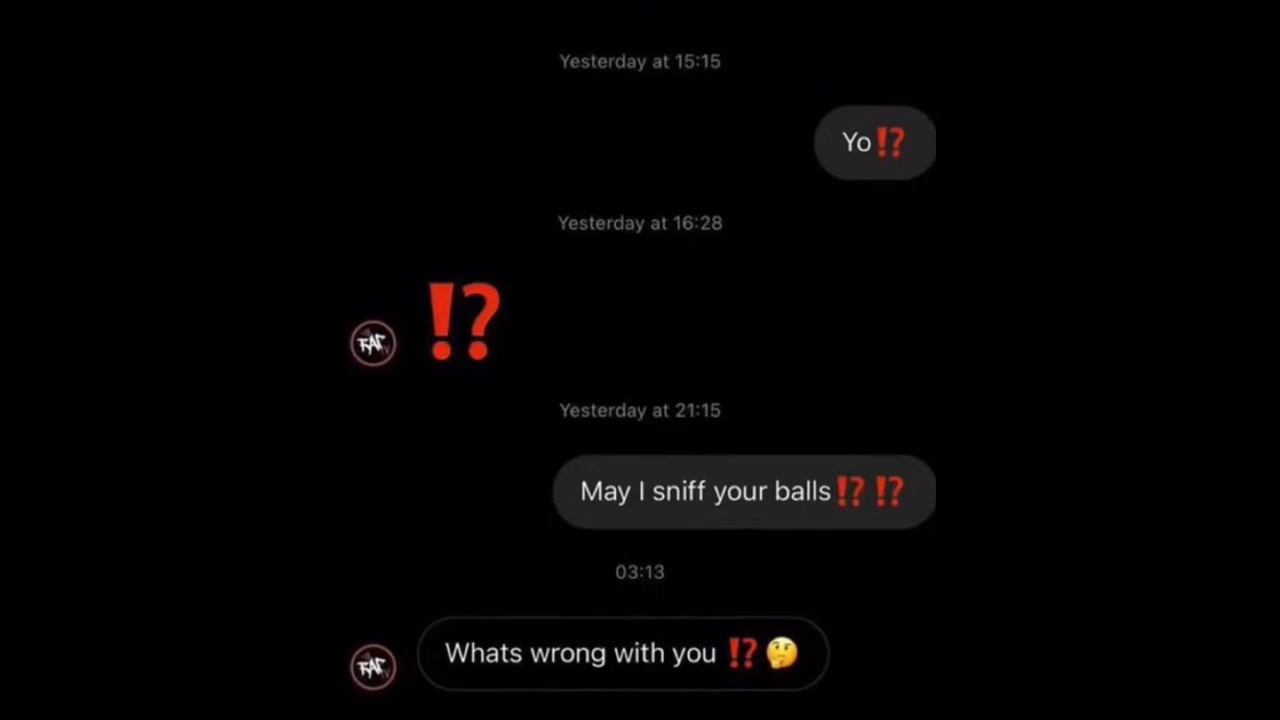 Yesterday at 15:15
Yo⁉️
Yesterday at 16:28
⁉️
Yesterday at 21:15
May I sniff your balls⁉️⁉️
03:13
Whats wrong with you ⁉️🤔